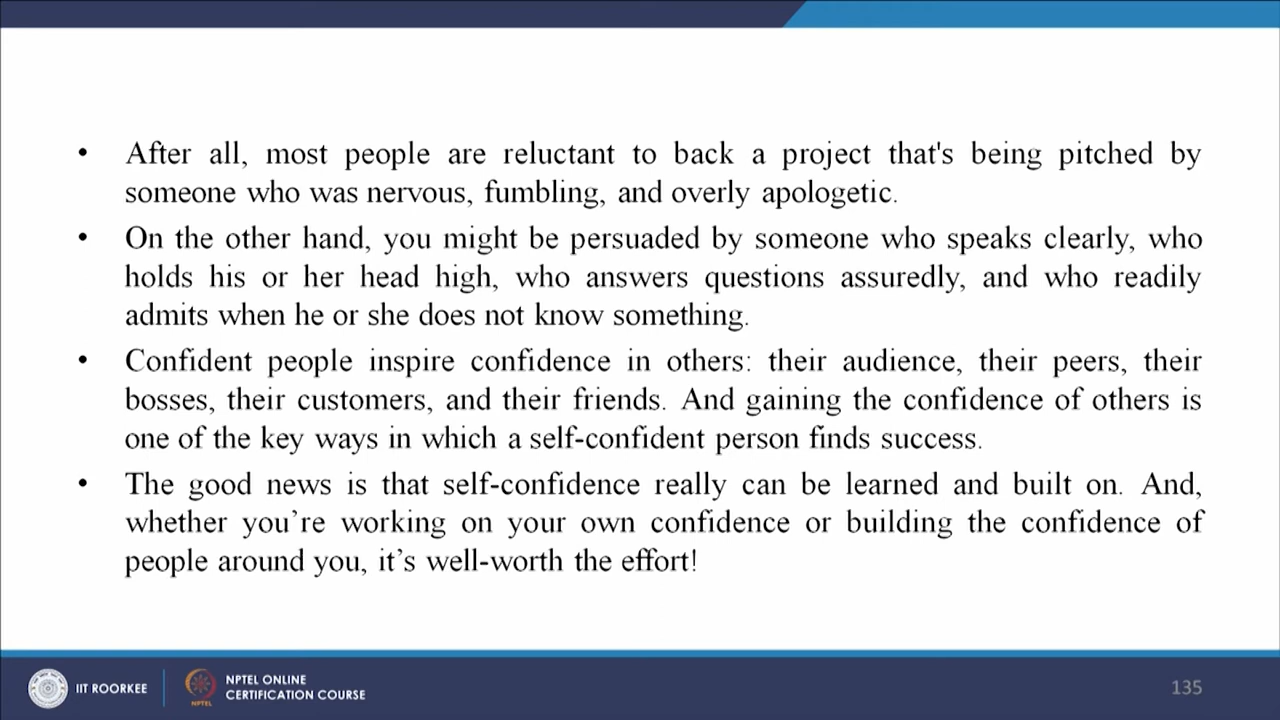 • After all, most people are reluctant to back a project that's being pitched by
someone who was nervous, fumbling, and overly apologetic.
• On the other hand, you might be persuaded by someone who speaks clearly, who
holds his or her head high, who answers questions assuredly, and who readily
admits when he or she does not know something.
• Confident people inspire confidence in others: their audience, their peers, their
bosses, their customers, and their friends. And gaining the confidence of others is
one of the key ways in which a self-confident person finds success.
• The good news is that self-confidence really can be learned and built on. And,
whether you’re working on your own confidence or building the confidence of
people around you, it’s well-worth the effort!
IIT ROORKEE
NPTEL
NPTEL ONLINE
CERTIFICATION COURSE
135